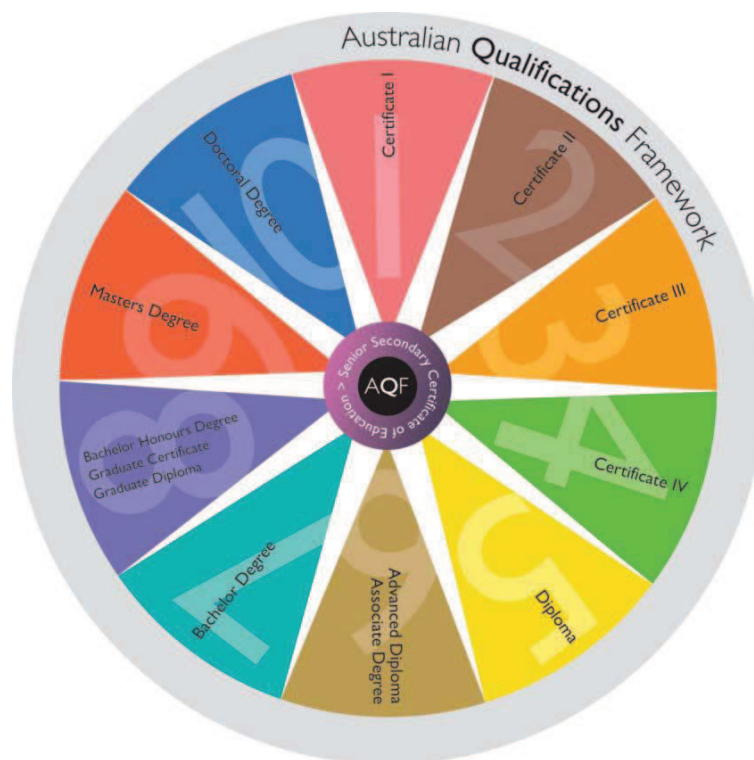 Australian Qualifications Framework
Certificate I
1
Certificate II
2
Certificate III
3
Certificate IV
4
Diploma
5
Advanced Diploma
Associate Degree
6
Bachelor Degree
7
Bachelor Honours Degree
Graduate Certificate
Graduate Diploma
8
Masters Degree
9
Doctoral Degree
10
Senior Secondary Certificate of Education >
AQF